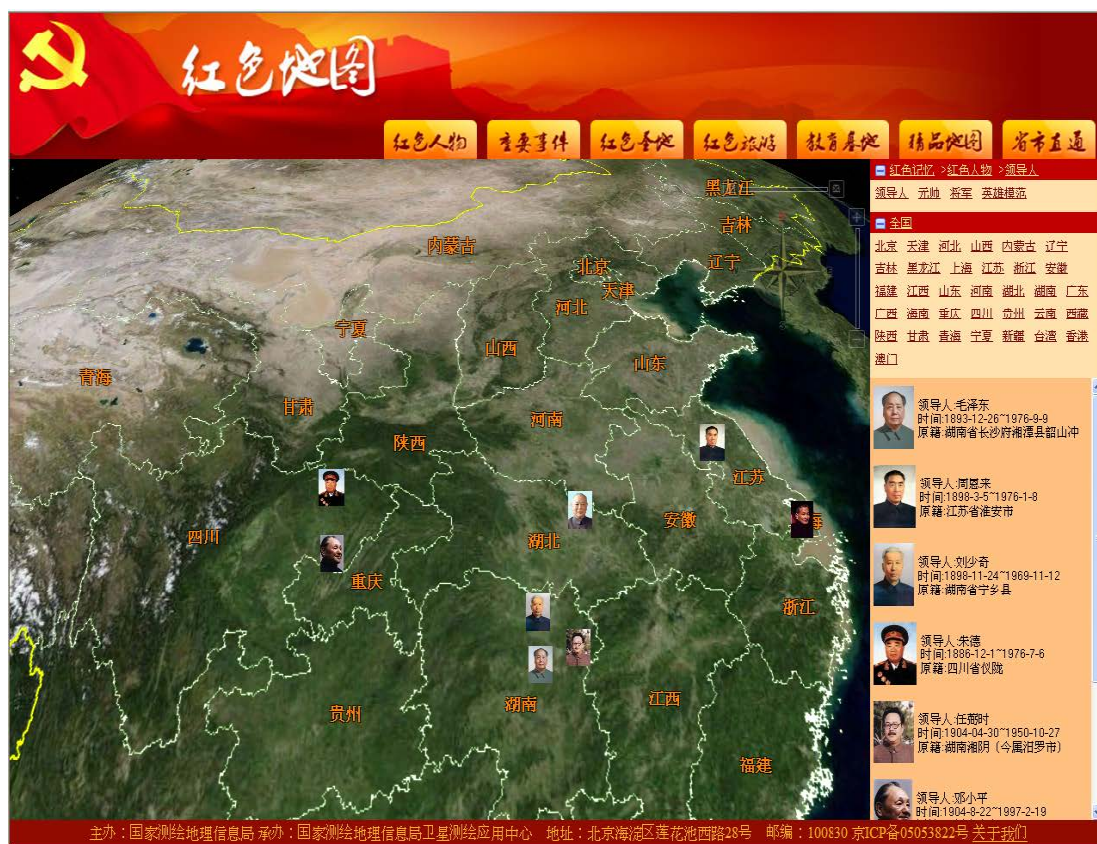 红色地图
红色人物 主要事件 红色圣地 红色旅游 教育基地 精品地图 省市直通
红色记忆 >红色人物 >领导人
领导人 元帅 将军 英雄模范
全国
北京 天津 河北 山西 内蒙古 辽宁
吉林 黑龙江 上海 江苏 浙江 安徽
福建 江西 山东 河南 湖北 湖南 广东
广西 海南 重庆 四川 贵州 云南 西藏
陕西 甘肃 青海 宁夏 新疆 台湾 香港
澳门
领导人:毛泽东
时间:1893-12-26~1976-9-9
原籍:湖南省长沙府湘潭县韶山冲
领导人:周恩来
时间:1898-3-5~1976-1-8
原籍:江苏省淮安市
领导人:刘少奇
时间:1898-11-24~1969-11-12
原籍:湖南省宁乡县
领导人:朱德
时间:1886-12-1~1976-7-6
原籍:四川省仪陇
领导人:任弼时
时间:1904-04-30~1950-10-27
原籍:湖南湘阴（今属汨罗市）
领导人:邓小平
时间:1904-8-22~1997-2-19
黑龙江
吉林
内蒙古
辽宁
北京
天津
河北
宁夏
山西
山东
青海
甘肃
河南
陕西
江苏
安徽
海
四川
湖北
重庆
浙江
江西
湖南
贵州
福建
主办：国家测绘地理信息局 承办：国家测绘地理信息局卫星测绘应用中心 地址：北京海淀区莲花池西路28号 邮编：100830 京ICP备05053822号 关于我们